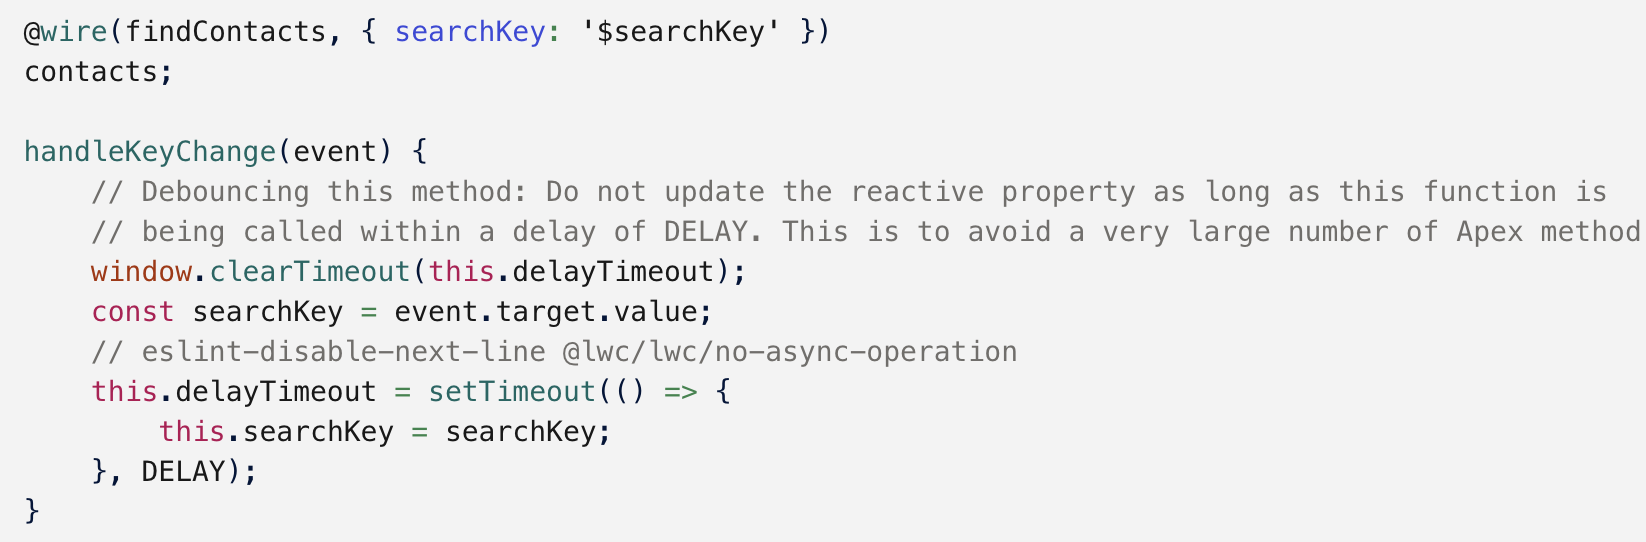 @wire(findContacts, { searchKey: '$searchKey' })
contacts;
handleKeyChange(event) {
// Debouncing this method: Do not update the reactive property as long as this function is
// being called within a delay of DELAY. This is to avoid a very large number of Apex method
window.clearTimeout(this.delayTimeout);
const searchKey = event.target.value;
// eslint-disable-next-line @lwc/lwc/no-async-operation
this.delayTimeout = setTimeout(() => {
this.searchKey = searchKey;
}, DELAY);
}